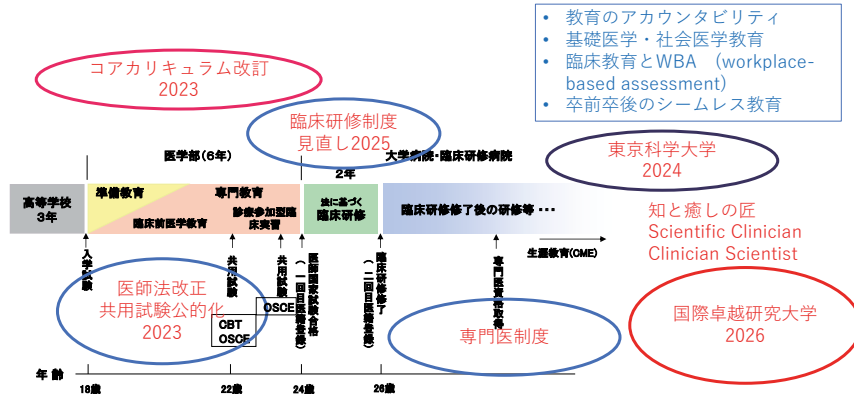 • 教育のアカウンタビリティ
• 基礎医学・社会医学教育
• 臨床教育とWBA （workplace-
based assessment)
• 卒前卒後のシームレス教育
コアカリキュラム改訂
2023
臨床研修制度
見直し2025
東京科学大学
2024
医学部（6年）
大学病院・臨床研修病院
2年
高等学校
3年
準備教育
専門教育
臨床前医学教育
診療参加型臨
床実習
法に基づく
臨床研修
臨床研修修了後の研修等・・・
生涯教育(CME)
知と癒しの匠
Scientific Clinician
Clinician Scientist
入学試験
共用試験
共用試験
医師国家試験合格
（一回目医籍登録）
臨床研修修了
（二回目医籍登録）
専門医資格取得
医師法改正
共用試験公的化
2023
OSCE
CBT
OSCE
専門医制度
国際卓越研究大学
2026
年 齢
18歳
22歳
24歳
26歳